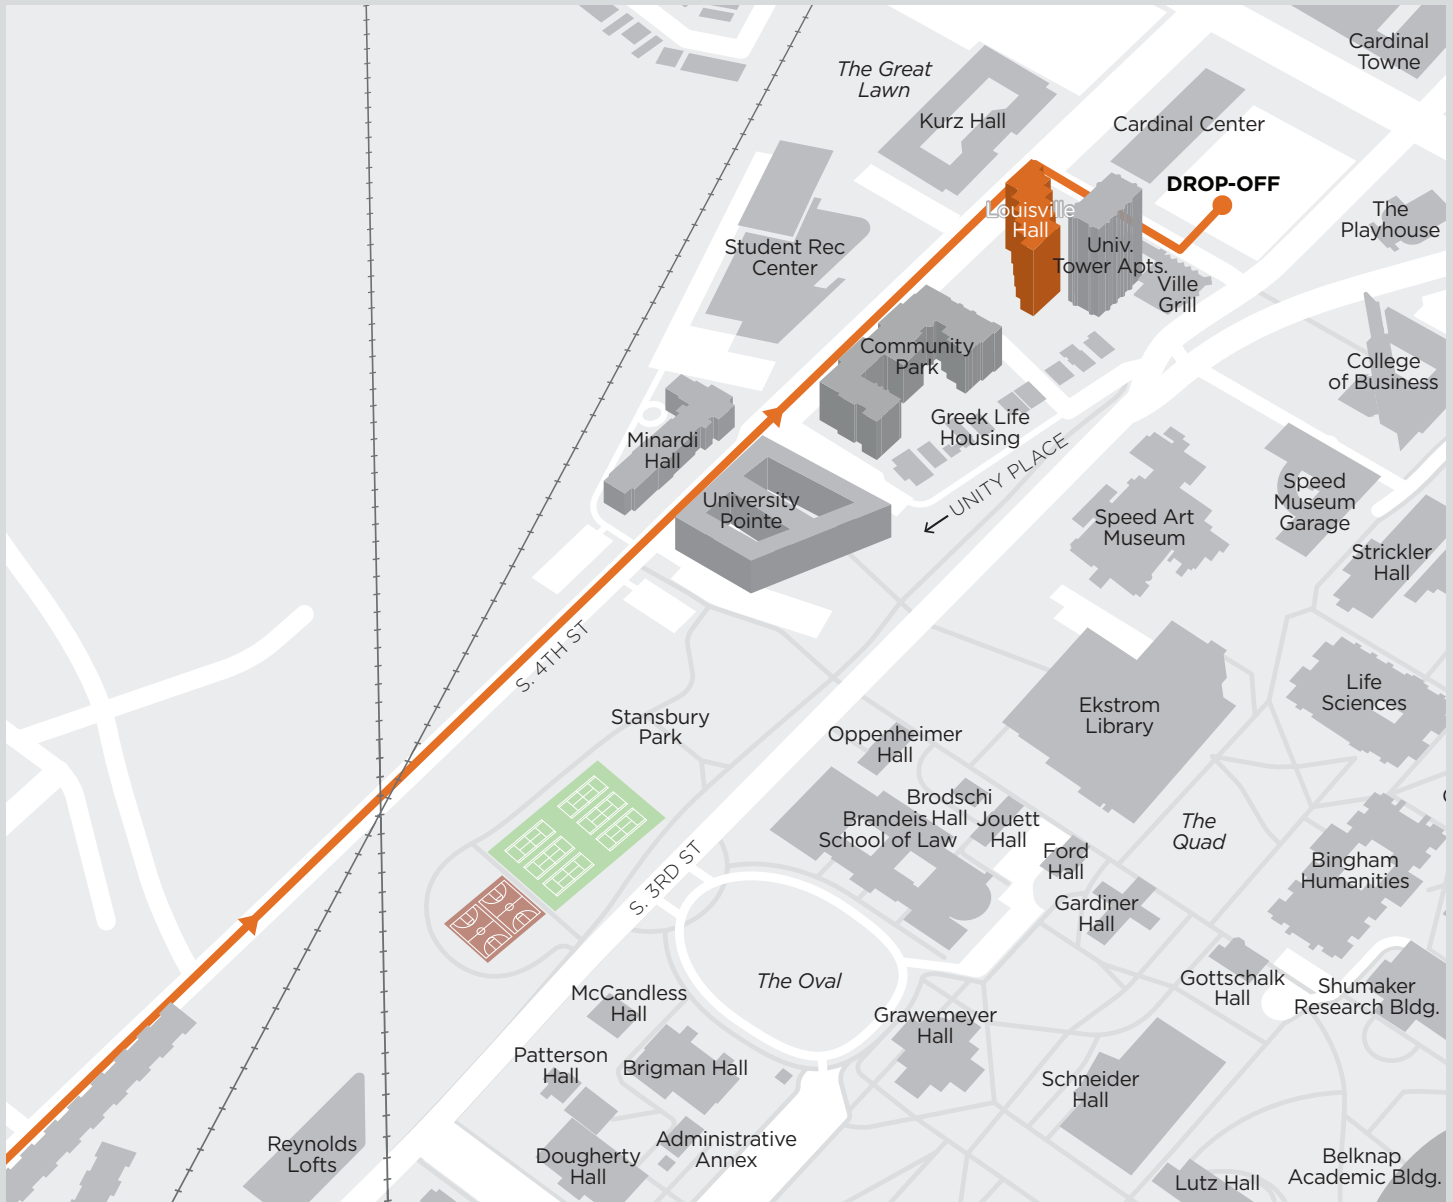 Cardinal
Towne
The Great
Lawn
Kurz Hall
Cardinal Center
DROP-OFF
Louisville
Hall
The
Playhouse
Student Rec
Center
Univ.
Tower Apts.
Ville
Grill
Community
Park
College
of Business
Greek Life
Housing
Minardi
Hall
UNITY PLACE
University
Pointe
Speed Art
Museum
Speed
Museum
Garage
Strickler
Hall
S. 4TH ST
Life
Sciences
Ekstrom
Library
Stansbury
Park
Oppenheimer
Hall
Brodschi
Hall
Brandeis
School of Law
Jouett
Hall
The
Quad
Ford
Hall
Bingham
Humanities
S. 3RD ST
Gardiner
Hall
The Oval
Gottschalk
Hall
Shumaker
Research Bldg.
McCandless
Hall
Grawemeyer
Hall
Patterson
Hall
Brigman Hall
Schneider
Hall
Reynolds
Lofts
Administrative
Annex
Dougherty
Hall
Belknap
Academic Bldg.
Lutz Hall